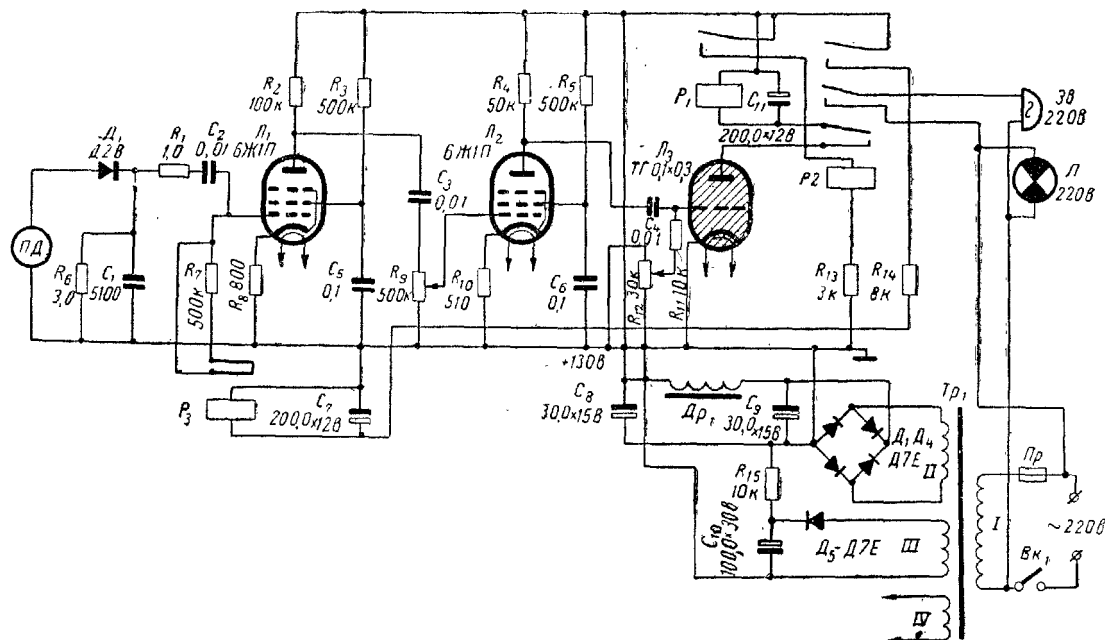 R₂
100к
R₃
500к
R₄
50к
R₅
500к
P₁
C₁₁
200,0×12В
ЗВ
220В
Д₁
Д2В
R₁
1,0
C₂
0,01
Л₁
6Ж1П
Л₂
6Ж1П
Л₃
ТГ 0,1×0,3
P2
Л
220В
C₃
0,01
C₄
0,01
ПД
R₆
3,0
C₁
5100
R₇
500к
R₈ 800
C₅
0,1
R₉
500к
R₁₀
510
C₆
0,1
R₁₂ 30к
R₁₁ 10к
R₁₃
3к
R₁₄
8к
+130В
P₃
C₇
200,0×12В
C₈
30,0×15В
Др₁
C₉
30,0×15В
Д₁ Д₄
Д7Е
II
Тр₁
R₁₅
10к
Пр
I
~220В
C₁₀
100,0×30В
Д₅-Д7Е
III
Вк₁
IV